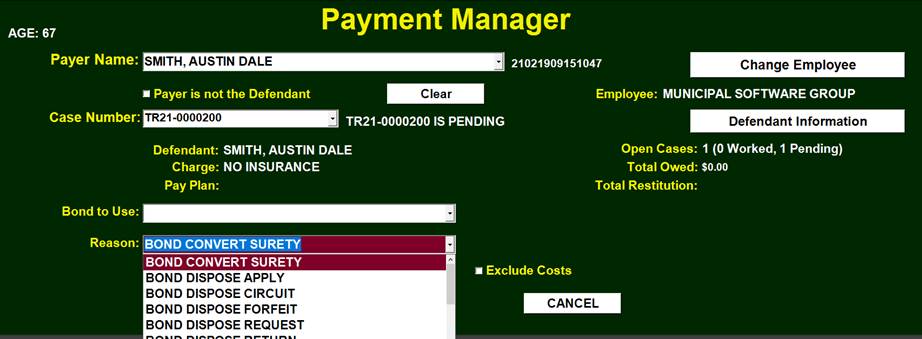 Payment Manager
AGE: 67
Payer Name: SMITH, AUSTIN DALE 21021909151047 Change Employee
Payer is not the Defendant Clear Employee: MUNICIPAL SOFTWARE GROUP
Case Number: TR21-0000200 TR21-0000200 IS PENDING Defendant Information
Defendant: SMITH, AUSTIN DALE Open Cases: 1 (0 Worked, 1 Pending)
Charge: NO INSURANCE Total Owed: $0.00
Pay Plan: Total Restitution:
Bond to Use:
Reason: BOND CONVERT SURETY
BOND CONVERT SURETY
Exclude Costs
BOND DISPOSE APPLY
BOND DISPOSE CIRCUIT
BOND DISPOSE FORFEIT
CANCEL
BOND DISPOSE REQUEST
BOND DISPOSE RETURN